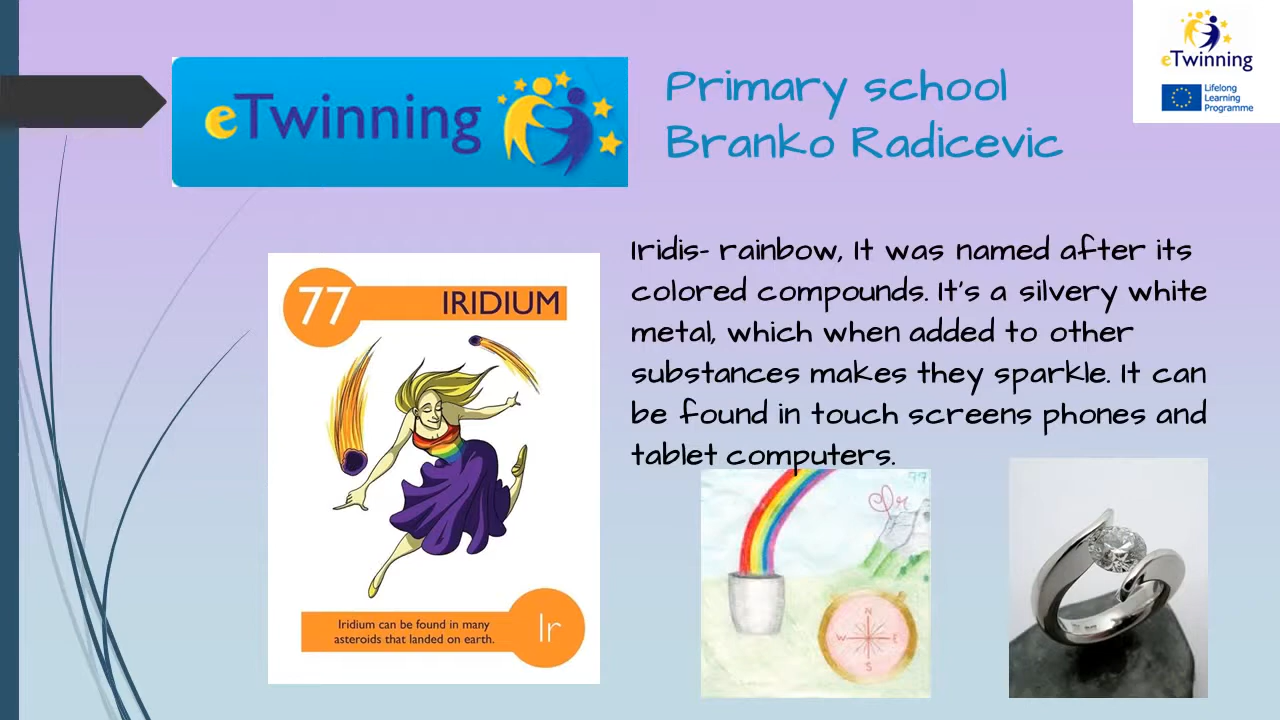 eTwinning
Primary school
Branko Radicevic
eTwinning
Lifelong
Learning
Programme
Iridis- rainbow, It was named after its
colored compounds. It's a silvery white
metal, which when added to other
substances makes they sparkle. It can
be found in touch screens phones and
tablet computers.
77
IRIDIUM
Iridium can be found in many
asteroids that landed on earth.
Ir
77
Ir
N
W E
S